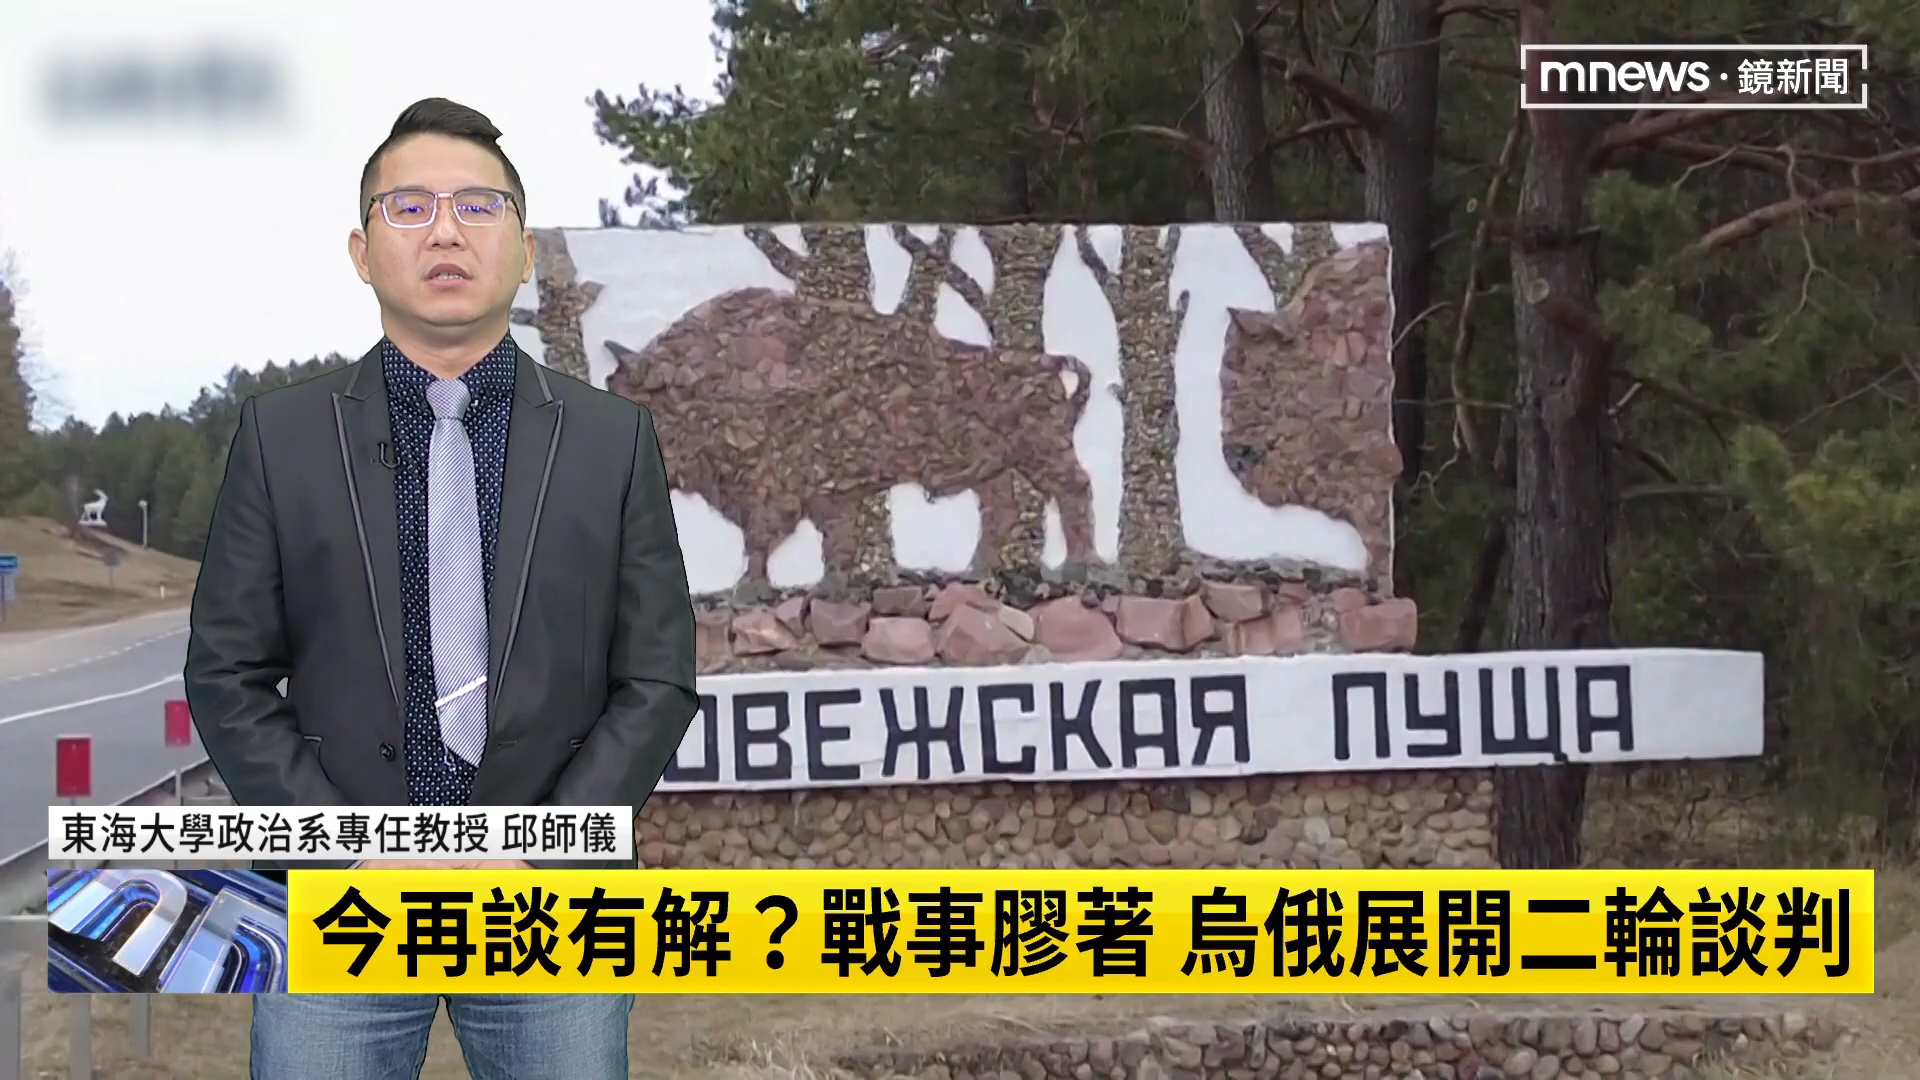 mnews·鏡新聞
ОВЕЖСКАЯ ПУЩА
東海大學政治系專任教授 邱師儀
今再談有解？戰事膠著 烏俄展開二輪談判